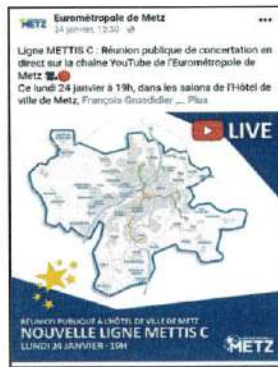 METZ
Eurométropole de Metz
24 janvier, 12:30
Ligne METTIS C : Réunion publique de concertation en
direct sur la chaîne YouTube de l'Eurométropole de
Metz
Ce lundi 24 janvier à 19h, dans les salons de l'Hôtel de
ville de Metz, François Grosdidier ... Plus
LIVE
RÉUNION PUBLIQUE À L'HÔTEL DE VILLE DE METZ
NOUVELLE LIGNE METTIS C
LUNDI 24 JANVIER - 19H
METZ